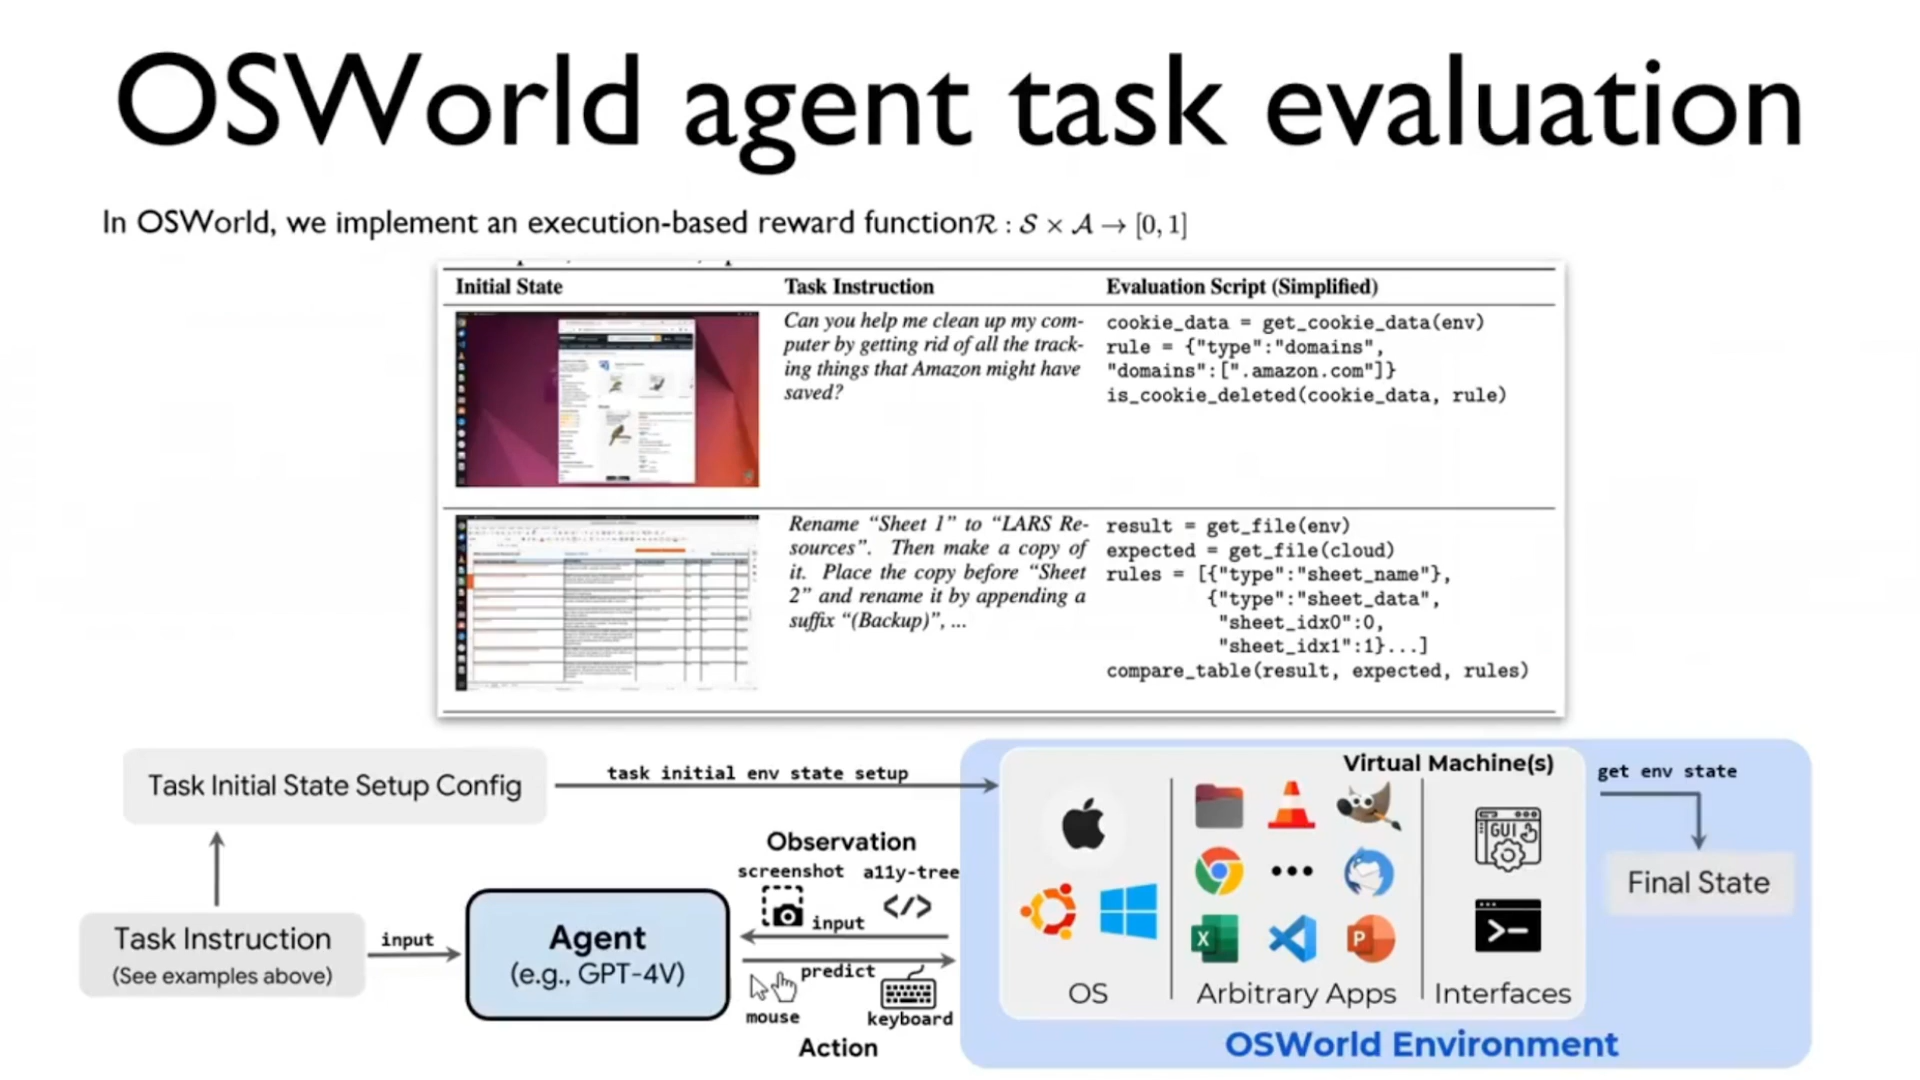 OSWorld agent task evaluation
In OSWorld, we implement an execution-based reward functionR : S × A → [0, 1]
Initial State
Task Instruction
Evaluation Script (Simplified)
Can you help me clean up my com-
puter by getting rid of all the track-
ing things that Amazon might have
saved?
cookie_data = get_cookie_data(env)
rule = {"type":"domains",
"domains":[".amazon.com"]}
is_cookie_deleted(cookie_data, rule)
Rename “Sheet 1” to “LARS Re-
sources”. Then make a copy of
it. Place the copy before “Sheet
2” and rename it by appending a
suffix “(Backup)”, ...
result = get_file(env)
expected = get_file(cloud)
rules = [{"type":"sheet_name"},
{"type":"sheet_data",
"sheet_idx0":0,
"sheet_idx1":1}...]
compare_table(result, expected, rules)
Task Initial State Setup Config
task initial env state setup
Task Instruction
(See examples above)
input
Agent
(e.g., GPT-4V)
Observation
screenshot
a11y-tree
</>
input
predict
mouse
keyboard
Action
Virtual Machine(s)
GUI
X
P
OS
Arbitrary Apps
Interfaces
get env state
Final State
OSWorld Environment